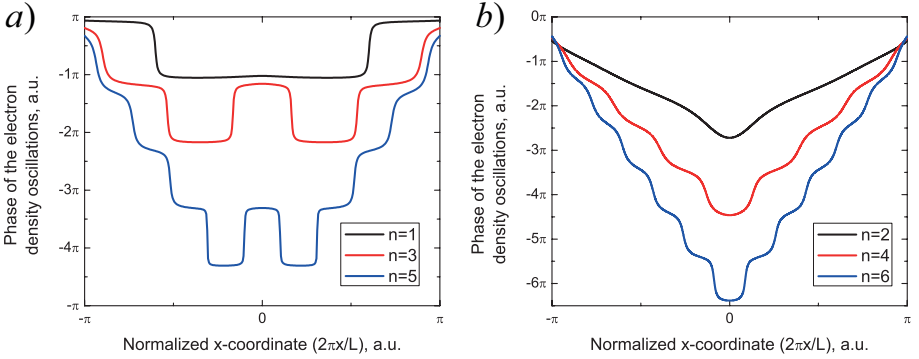 a)
Phase of the electron
density oscillations, a.u.
π
-1π
-2π
-3π
-4π
-π
-π
0
π
n=1
n=3
n=5
Normalized x-coordinate (2πx/L), a.u.
b)
Phase of the electron
density oscillations, a.u.
0π
-1π
-2π
-3π
-4π
-5π
-6π
-π
0
π
n=2
n=4
n=6
Normalized x-coordinate (2πx/L), a.u.